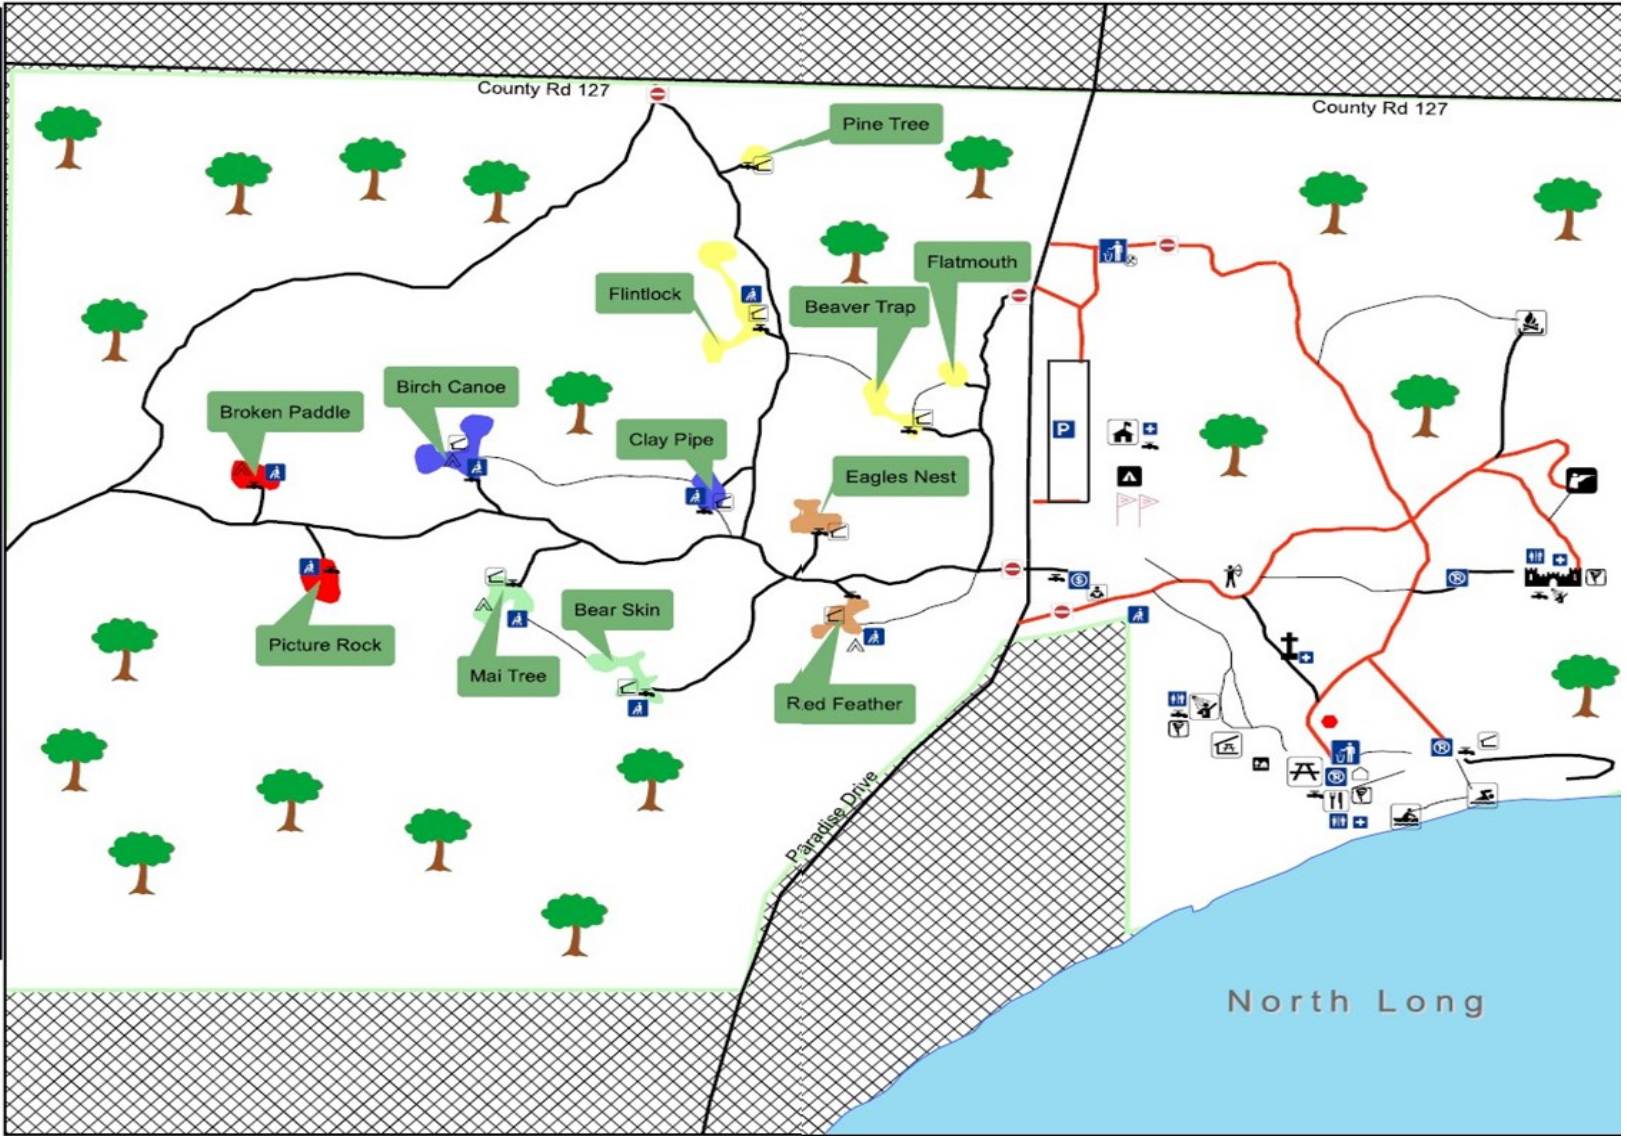 County Rd 127
County Rd 127
Pine Tree
Flatmouth
Flintlock
Beaver Trap
Birch Canoe
Broken Paddle
Clay Pipe
P
Eagles Nest
$
R
Bear Skin
Picture Rock
Mai Tree
R.ed Feather
R
R
Paradise Drive
North Long